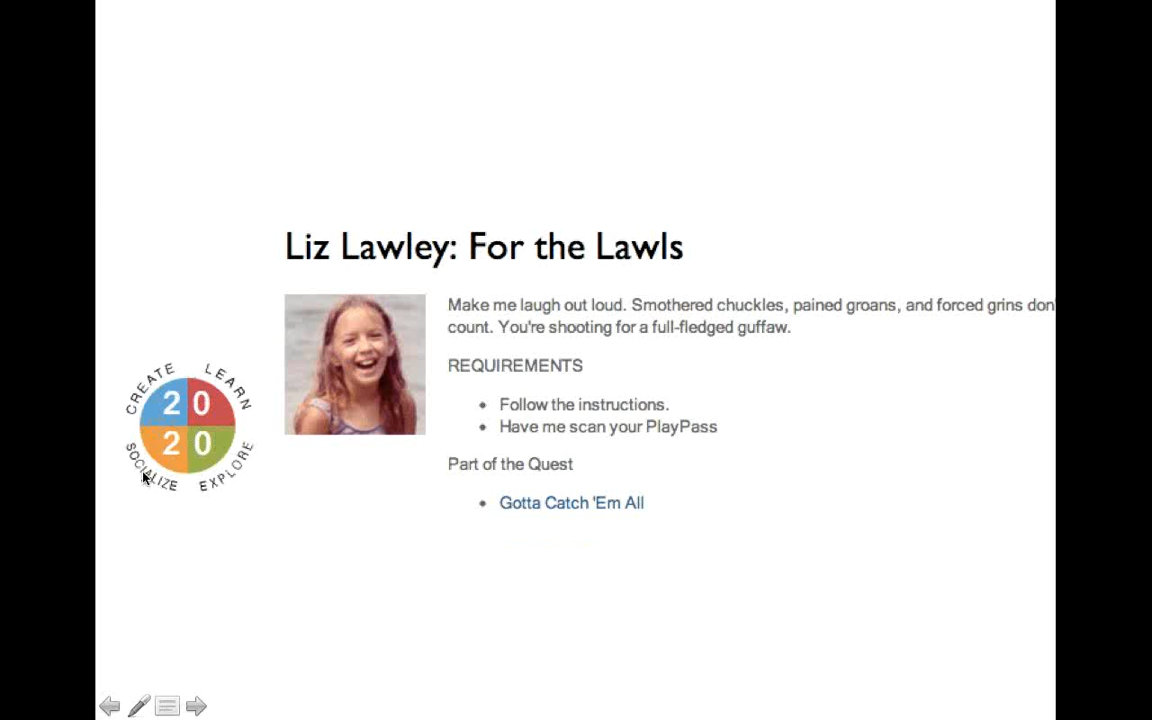 Liz Lawley: For the Lawls
Make me laugh out loud. Smothered chuckles, pained groans, and forced grins don'
count. You're shooting for a full-fledged guffaw.
REQUIREMENTS
• Follow the instructions.
• Have me scan your PlayPass
Part of the Quest
• Gotta Catch 'Em All
CREATE LEARN
20
20
SOCIALIZE EXPLORE